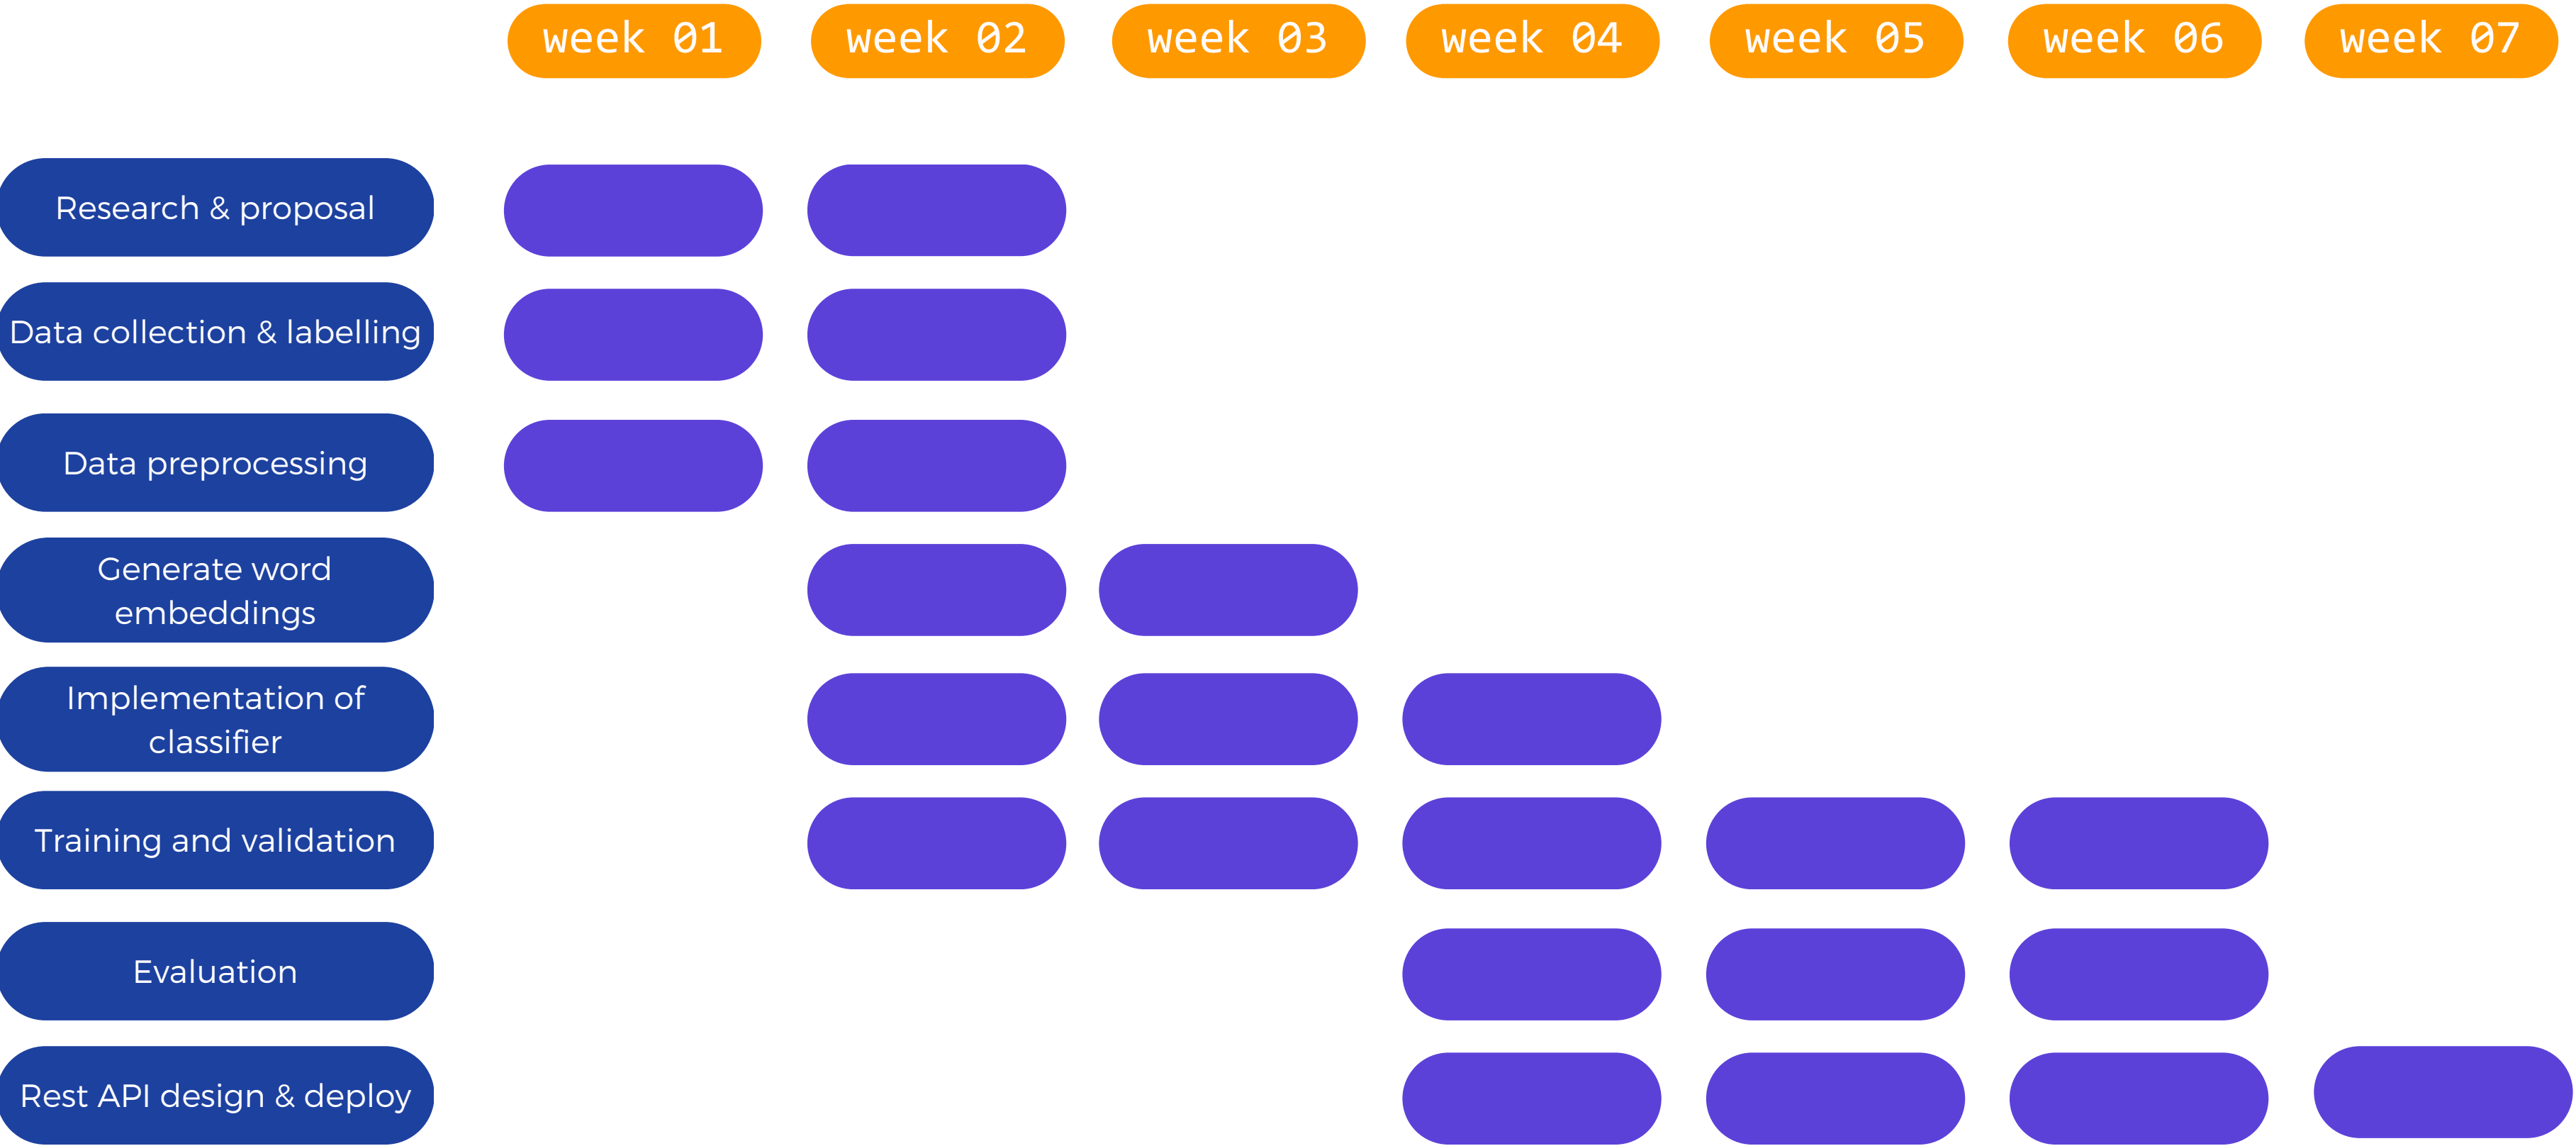 week 01 week 02 week 03 week 04 week 05 week 06 week 07
Research & proposal
Data collection & labelling
Data preprocessing
Generate word
embeddings
Implementation of
classifier
Training and validation
Evaluation
Rest API design & deploy